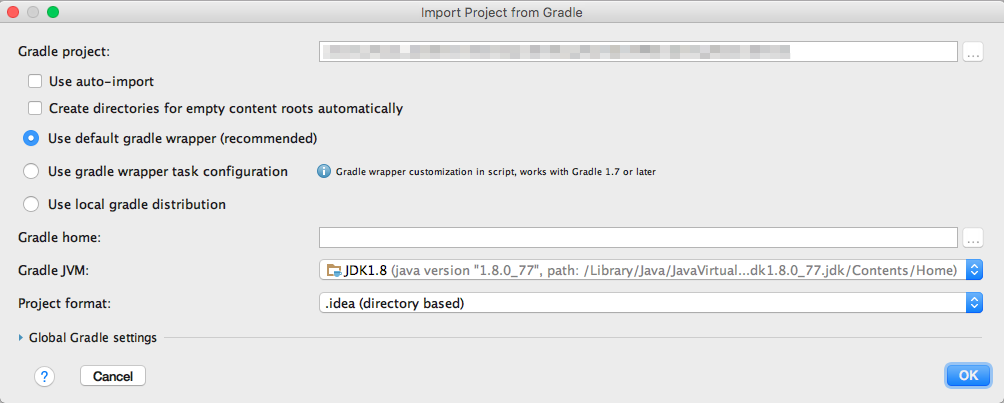 Import Project from Gradle
Gradle project:
...
Use auto-import
Create directories for empty content roots automatically
Use default gradle wrapper (recommended)
Use gradle wrapper task configuration
Gradle wrapper customization in script, works with Gradle 1.7 or later
Use local gradle distribution
Gradle home:
...
Gradle JVM:
JDK1.8 (java version "1.8.0_77", path: /Library/Java/JavaVirtual...dk1.8.0_77.jdk/Contents/Home)
Project format:
.idea (directory based)
Global Gradle settings
?
Cancel
OK